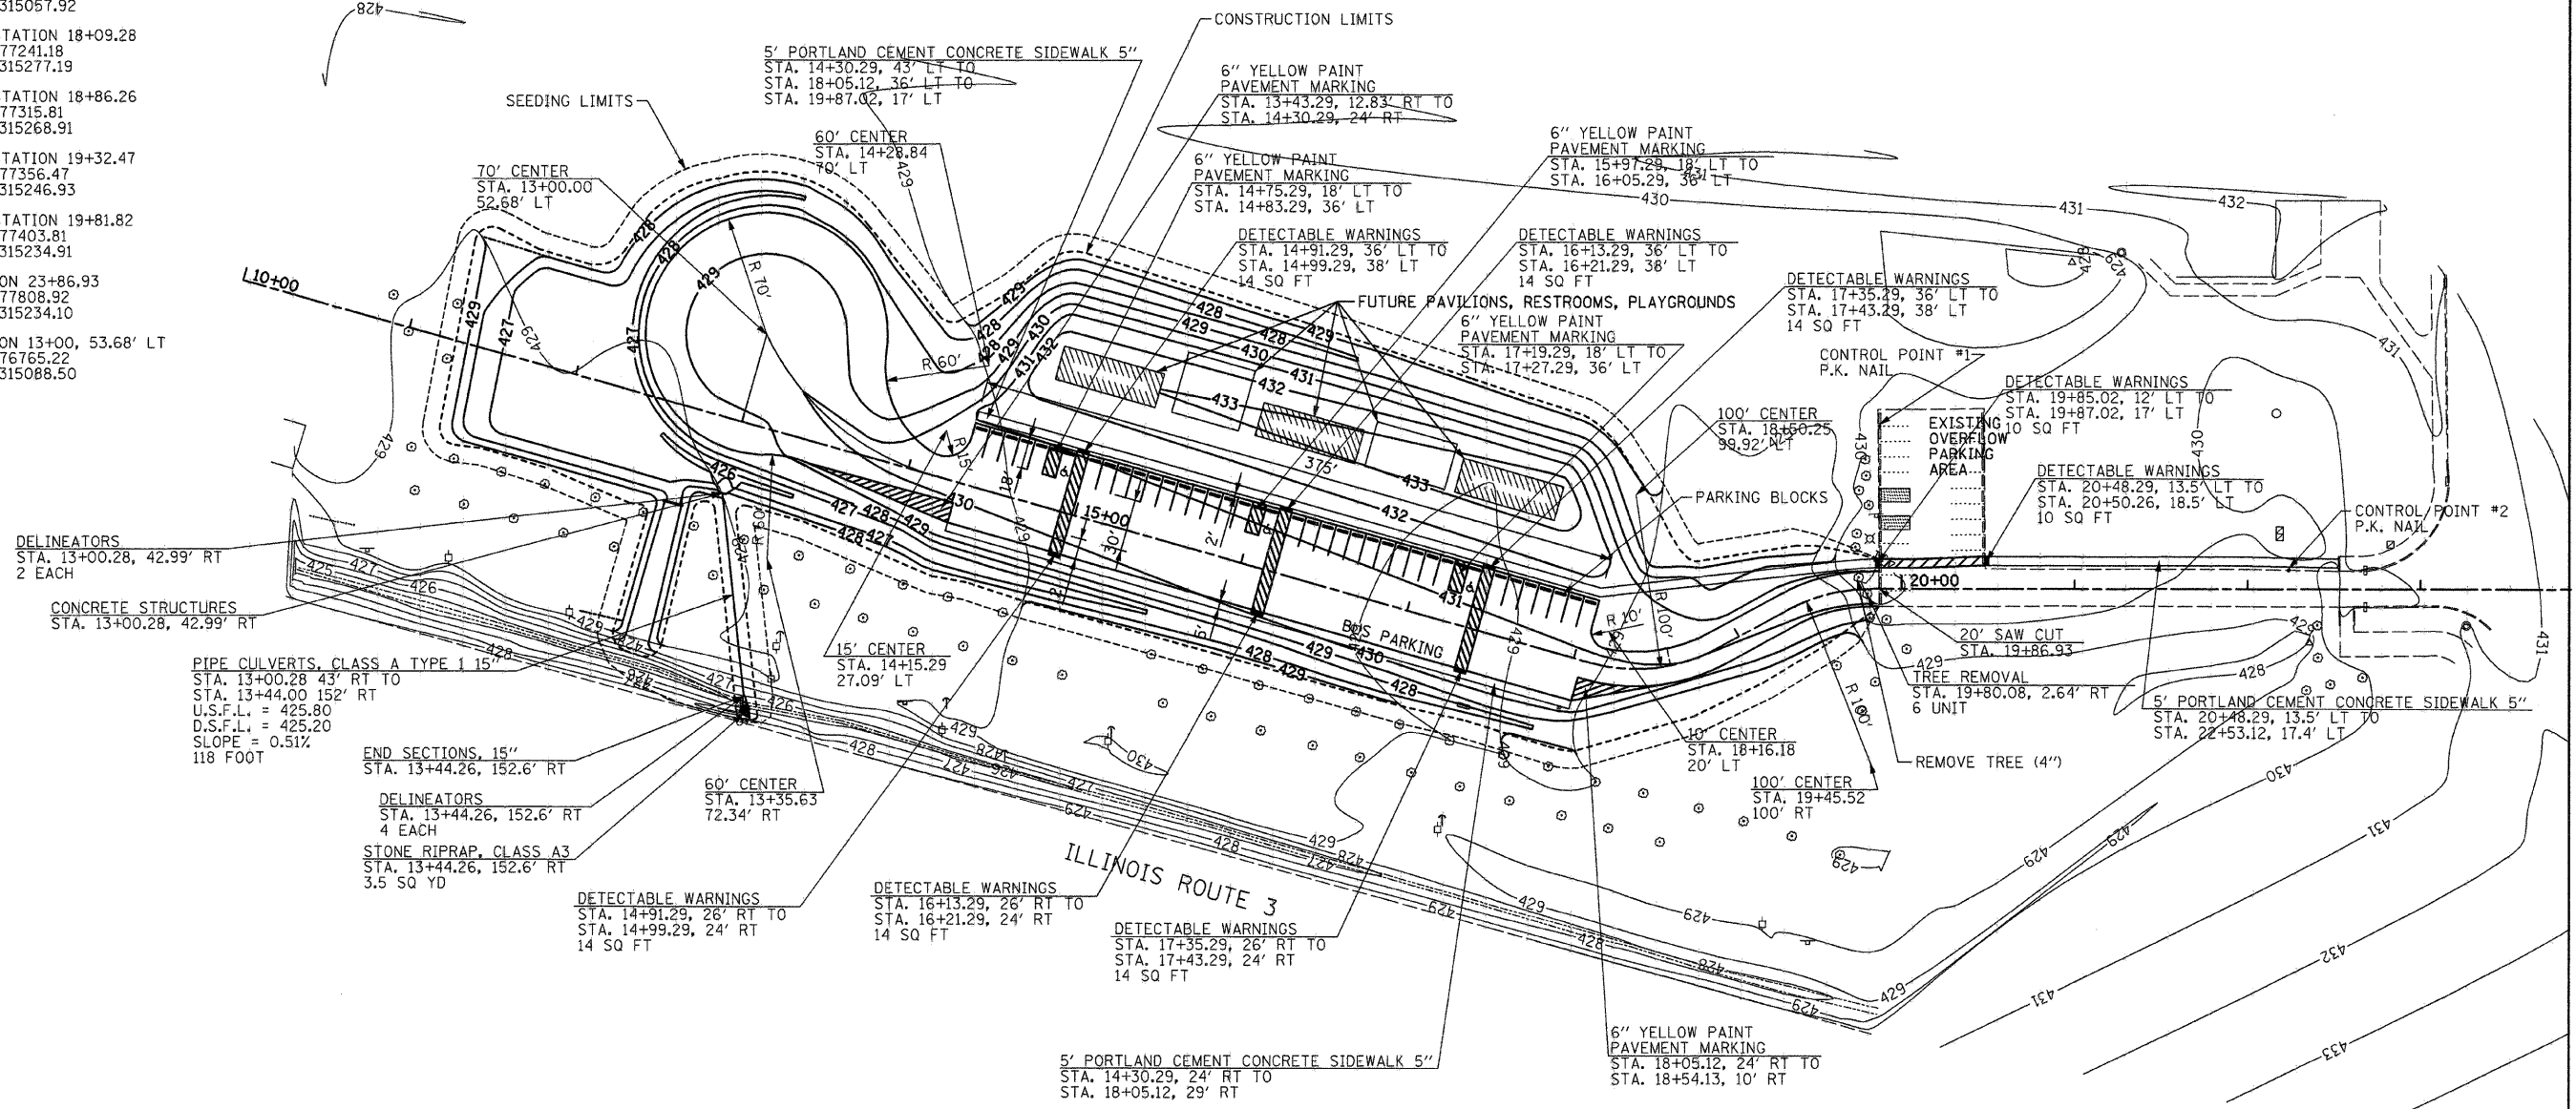 315057.92
TATION 18+09.28
77241.18
315277.19
TATION 18+86.26
77315.81
315268.91
TATION 19+32.47
77356.47
315246.93
TATION 19+81.82
77403.81
315234.91
ON 23+86.93
77808.92
315234.10
ON 13+00, 53.68' LT
76765.22
315088.50
428
CONSTRUCTION LIMITS
5' PORTLAND CEMENT CONCRETE SIDEWALK 5"
STA. 14+30.29, 43' LT TO
STA. 18+05.12, 36' LT TO
STA. 19+87.02, 17' LT
SEEDING LIMITS
6" YELLOW PAINT
PAVEMENT MARKING
STA. 13+43.29, 12.83' RT TO
STA. 14+30.29, 24' RT
60' CENTER
STA. 14+28.84
70' LT
70' CENTER
STA. 13+00.00
52.68' LT
6" YELLOW PAINT
PAVEMENT MARKING
STA. 14+75.29, 18' LT TO
STA. 14+83.29, 36' LT
6" YELLOW PAINT
PAVEMENT MARKING
STA. 15+97.29, 18' LT TO
STA. 16+05.29, 36' LT
DETECTABLE WARNINGS
STA. 14+91.29, 36' LT TO
STA. 14+99.29, 38' LT
14 SQ FT
DETECTABLE WARNINGS
STA. 16+13.29, 36' LT TO
STA. 16+21.29, 38' LT
14 SQ FT
DETECTABLE WARNINGS
STA. 17+35.29, 36' LT TO
STA. 17+43.29, 38' LT
14 SQ FT
FUTURE PAVILIONS, RESTROOMS, PLAYGROUNDS
6" YELLOW PAINT
PAVEMENT MARKING
STA. 17+19.29, 18' LT TO
STA. 17+27.29, 36' LT
CONTROL POINT #1
P.K. NAIL
DETECTABLE WARNINGS
STA. 19+85.02, 12' LT TO
STA. 19+87.02, 17' LT
10 SQ FT
EXISTING
OVERFLOW
PARKING
AREA
100' CENTER
STA. 18+50.25
99.92' LT
DETECTABLE WARNINGS
STA. 20+48.29, 13.5' LT TO
STA. 20+50.26, 18.5' LT
10 SQ FT
PARKING BLOCKS
CONTROL POINT #2
P.K. NAIL
10+00
R 70'
R 60'
R 15'
18'
375'
15+00
30'
2'
2'
6'
R 60'
BUS PARKING
R 10'
R 100'
R 100'
20+00
DELINEATORS
STA. 13+00.28, 42.99' RT
2 EACH
CONCRETE STRUCTURES
STA. 13+00.28, 42.99' RT
PIPE CULVERTS, CLASS A TYPE 1 15"
STA. 13+00.28 43' RT TO
STA. 13+44.00 152' RT
U.S.F.L. = 425.80
D.S.F.L. = 425.20
SLOPE = 0.51%
118 FOOT
END SECTIONS, 15"
STA. 13+44.26, 152.6' RT
DELINEATORS
STA. 13+44.26, 152.6' RT
4 EACH
STONE RIPRAP, CLASS A3
STA. 13+44.26, 152.6' RT
3.5 SQ YD
15' CENTER
STA. 14+15.29
27.09' LT
60' CENTER
STA. 13+35.63
72.34' RT
20' SAW CUT
STA. 19+86.93
TREE REMOVAL
STA. 19+80.08, 2.64' RT
6 UNIT
5' PORTLAND CEMENT CONCRETE SIDEWALK 5"
STA. 20+48.29, 13.5' LT TO
STA. 22+53.12, 17.4' LT
10' CENTER
STA. 18+16.18
20' LT
REMOVE TREE (4")
100' CENTER
STA. 19+45.52
100' RT
ILLINOIS ROUTE 3
DETECTABLE WARNINGS
STA. 14+91.29, 26' RT TO
STA. 14+99.29, 24' RT
14 SQ FT
DETECTABLE WARNINGS
STA. 16+13.29, 26' RT TO
STA. 16+21.29, 24' RT
14 SQ FT
DETECTABLE WARNINGS
STA. 17+35.29, 26' RT TO
STA. 17+43.29, 24' RT
14 SQ FT
5' PORTLAND CEMENT CONCRETE SIDEWALK 5"
STA. 14+30.29, 24' RT TO
STA. 18+05.12, 29' RT
6" YELLOW PAINT
PAVEMENT MARKING
STA. 18+05.12, 24' RT TO
STA. 18+54.13, 10' RT